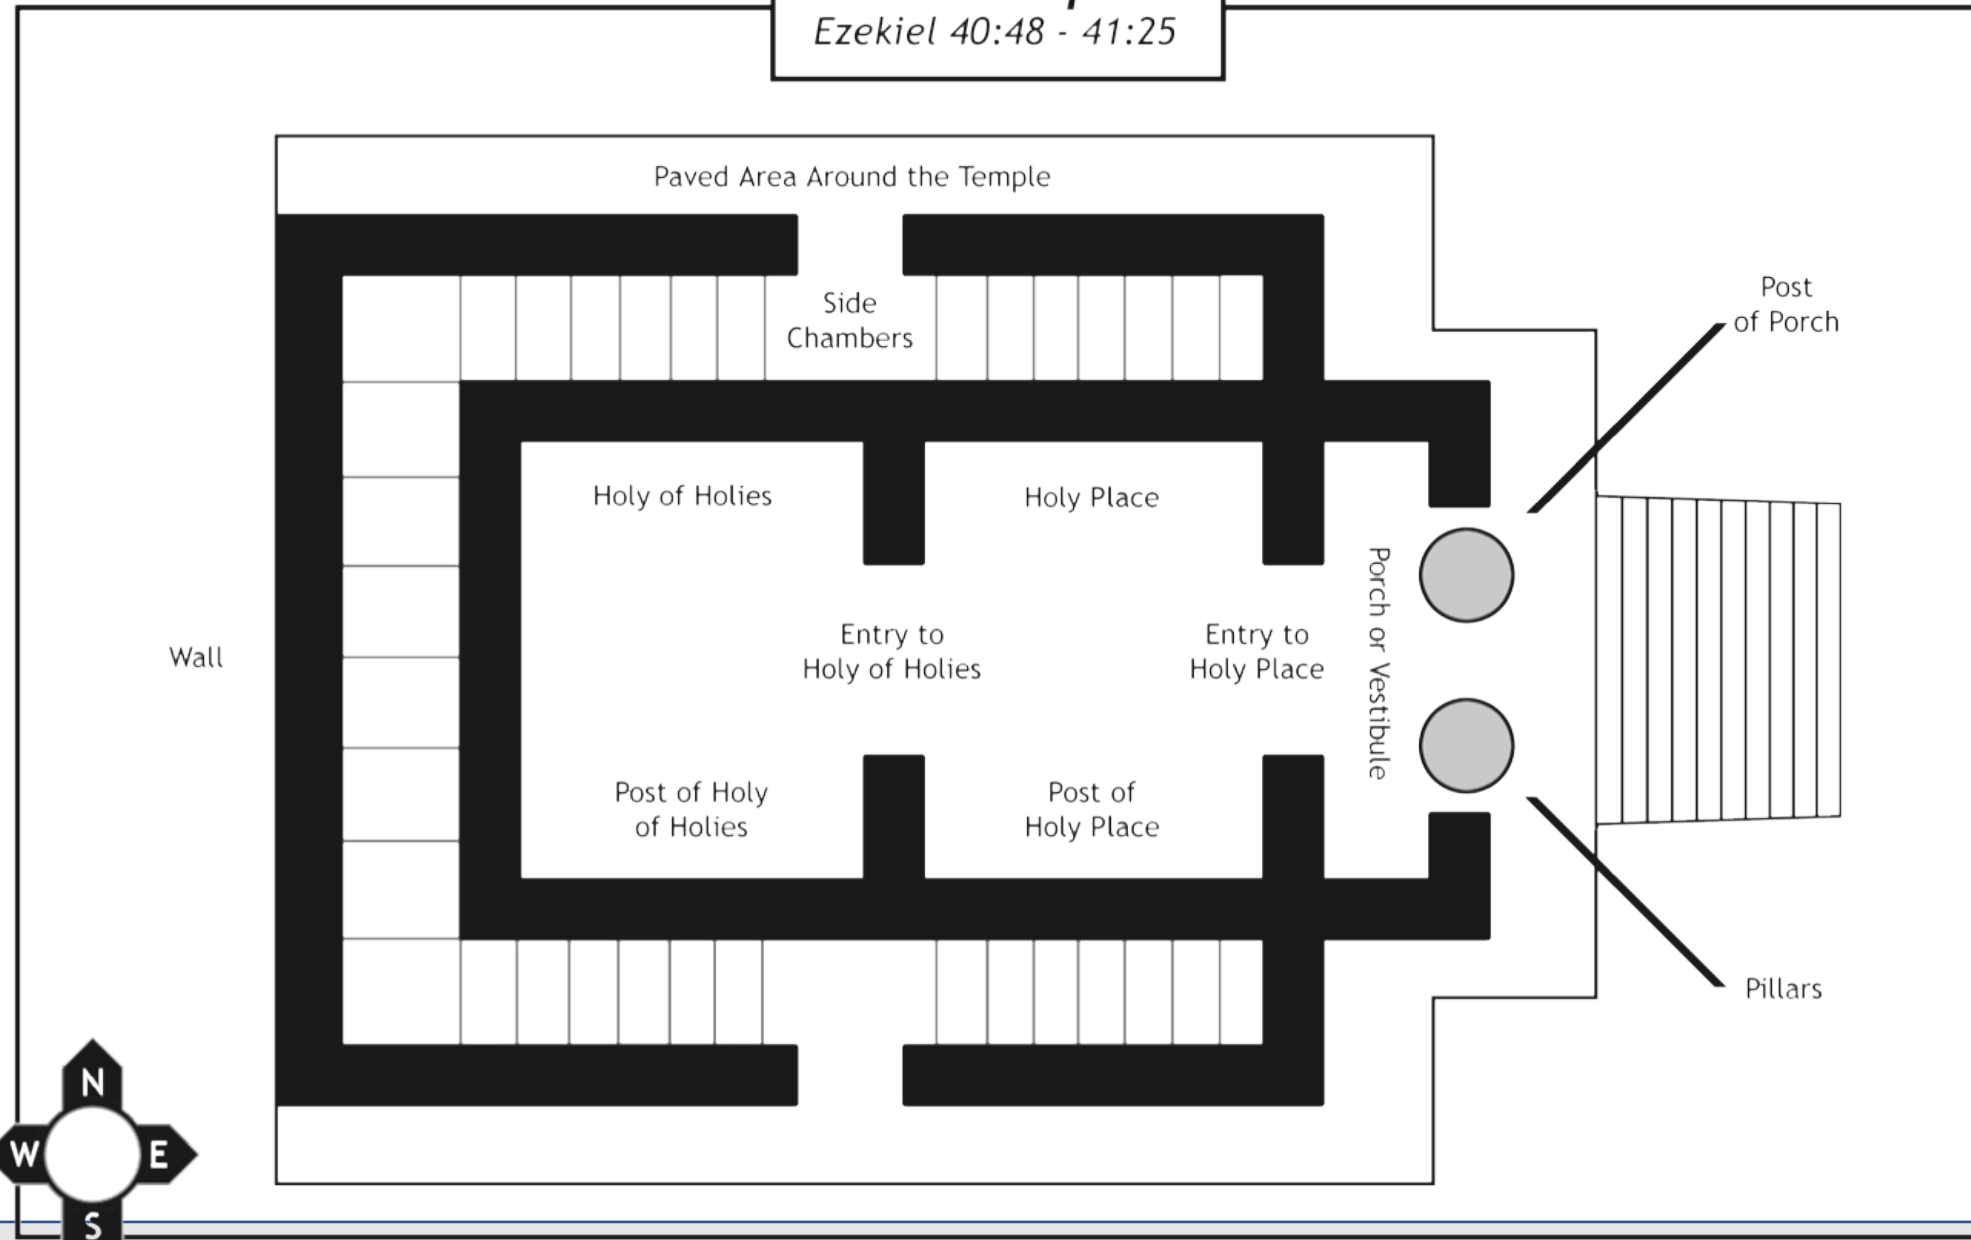 Ezekiel 40:48 - 41:25
Paved Area Around the Temple
Side
Chambers
Post
of Porch
Holy of Holies
Holy Place
Porch or Vestibule
Entry to
Holy of Holies
Entry to
Holy Place
Wall
Post of Holy
of Holies
Post of
Holy Place
Pillars
N
W
E
S